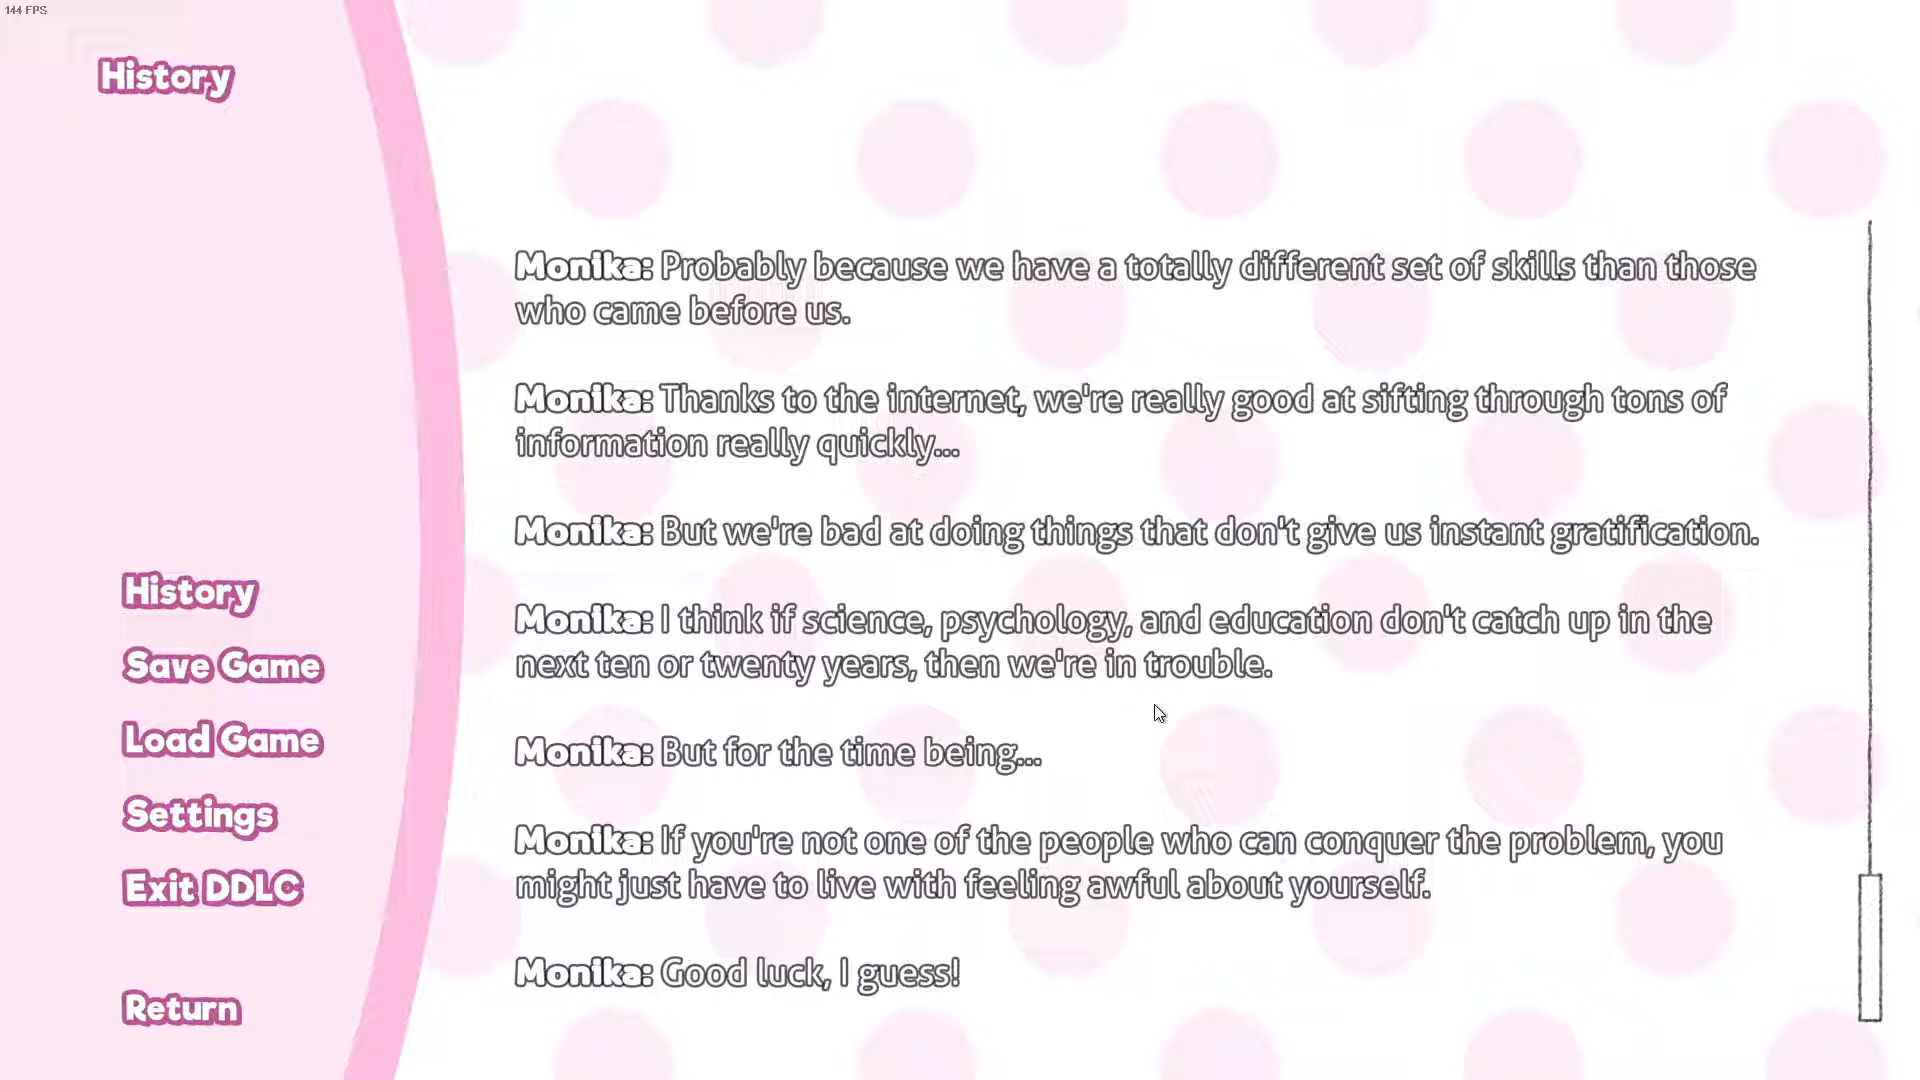 144 FPS
History
Monika: Probably because we have a totally different set of skills than those
who came before us.
Monika: Thanks to the internet, we're really good at sifting through tons of
information really quickly...
Monika: But we're bad at doing things that don't give us instant gratification.
Monika: I think if science, psychology, and education don't catch up in the
next ten or twenty years, then we're in trouble.
Monika: But for the time being...
Monika: If you're not one of the people who can conquer the problem, you
might just have to live with feeling awful about yourself.
Monika: Good luck, I guess!
History
Save Game
Load Game
Settings
Exit DDLC
Return